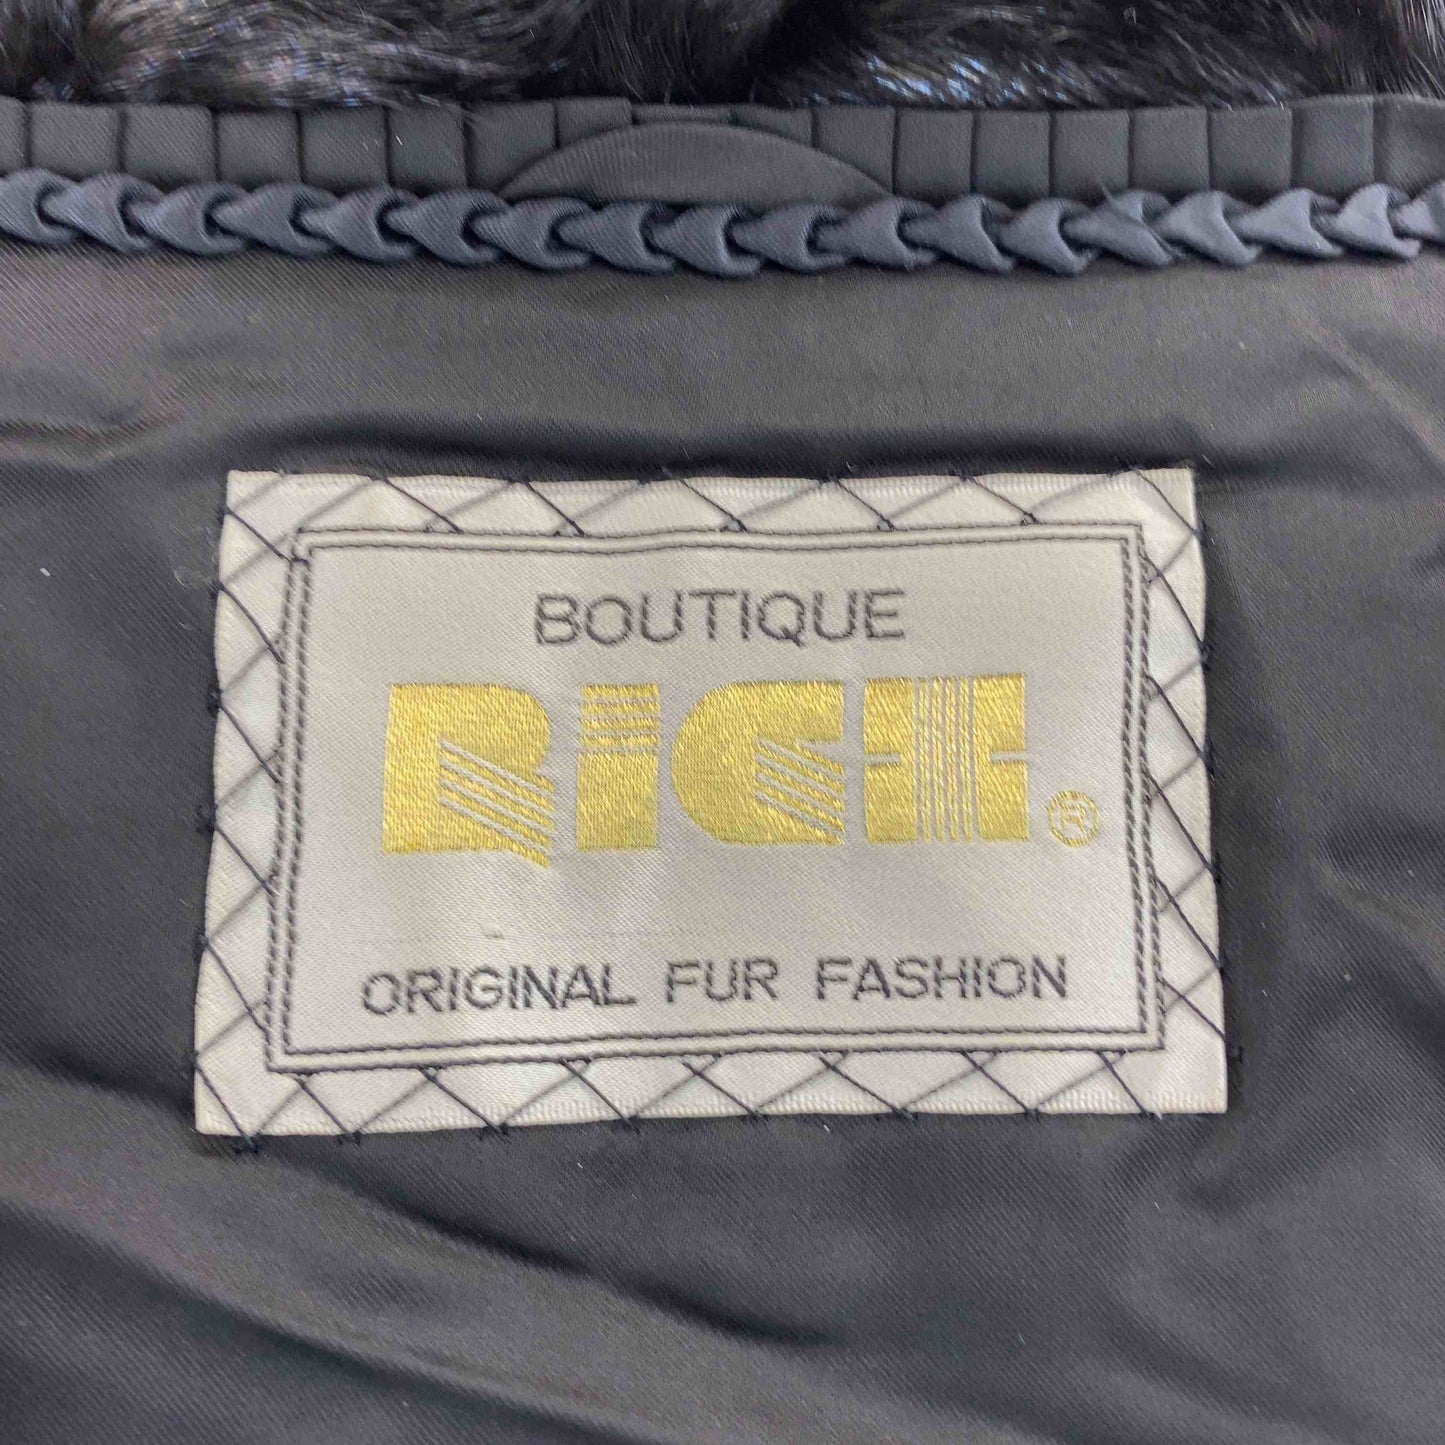 BOUTIQUE
RICH ®
ORIGINAL FUR FASHION